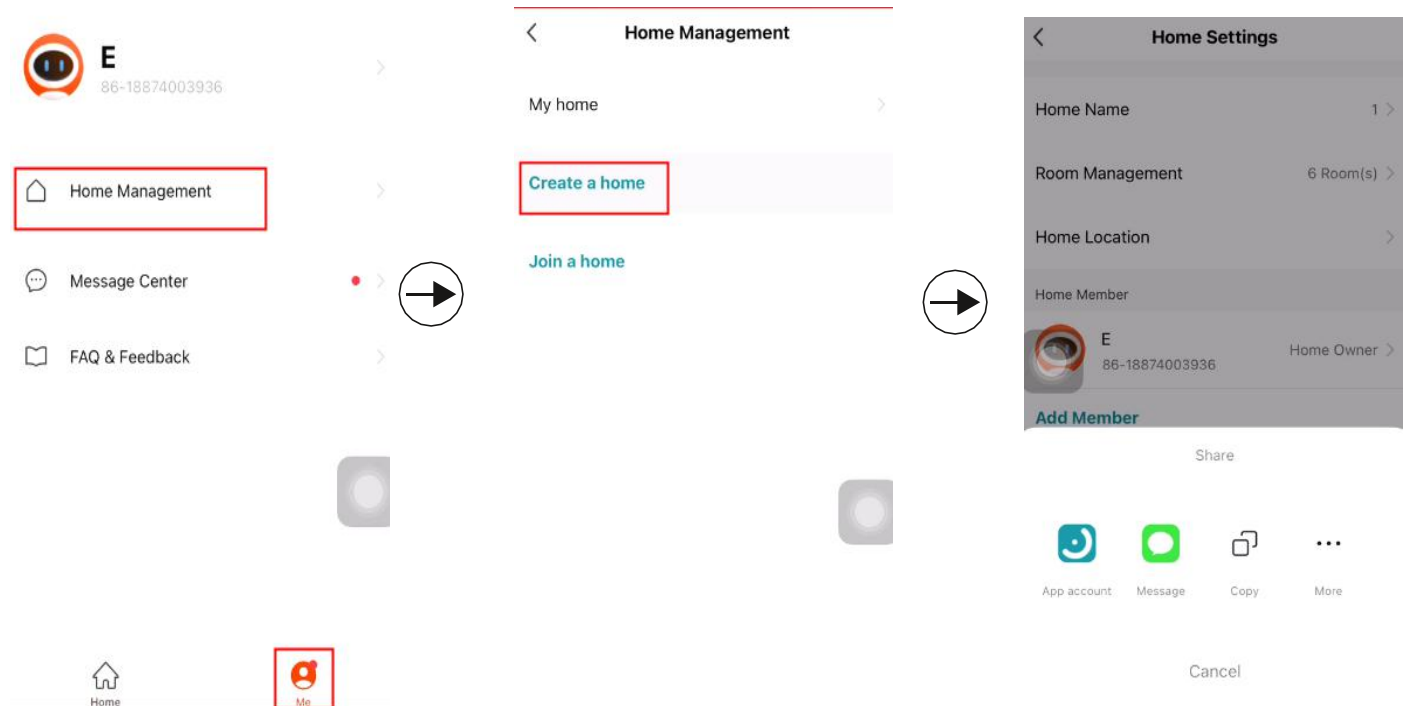 E
86-18874003936
Home Management
Message Center
FAQ & Feedback
Home
Me
Home Management
My home
Create a home
Join a home
Home Settings
Home Name 1
Room Management 6 Room(s)
Home Location
Home Member
E
86-18874003936 Home Owner
Add Member
Share
App account Message Copy More
Cancel